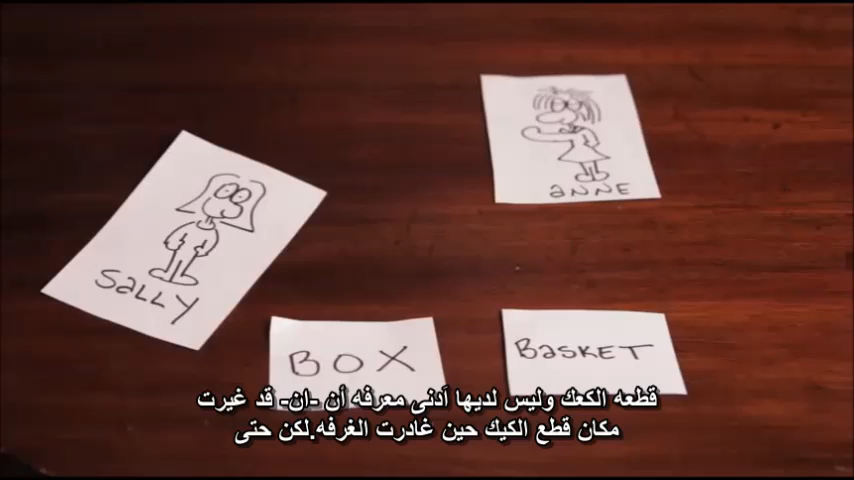 ANNE
SALLY
BOX
BASKET
قطعه الكعك وليس لديها أدنى معرفه أن -ان- قد غيرت
مكان قطع الكيك حين غادرت الغرفه.لكن حتى